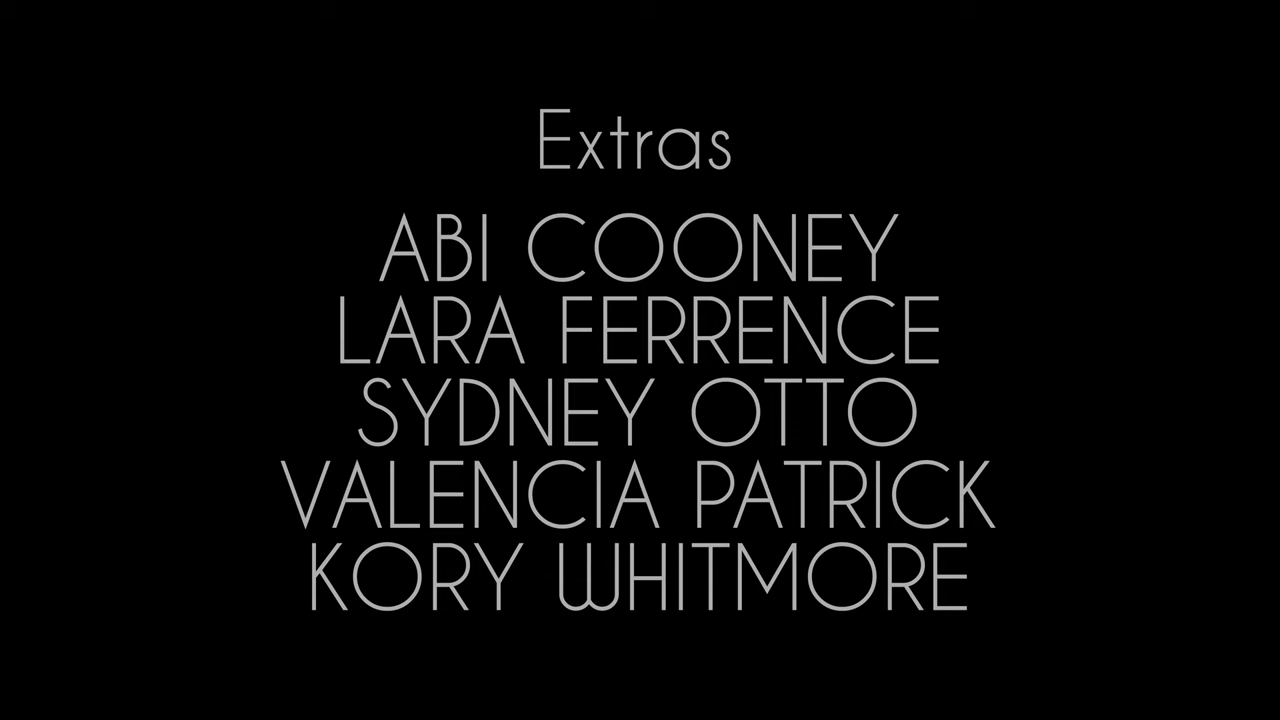 Extras
ABI COONEY
LARA FERRENCE
SYDNEY OTTO
VALENCIA PATRICK
KORY WHITMORE